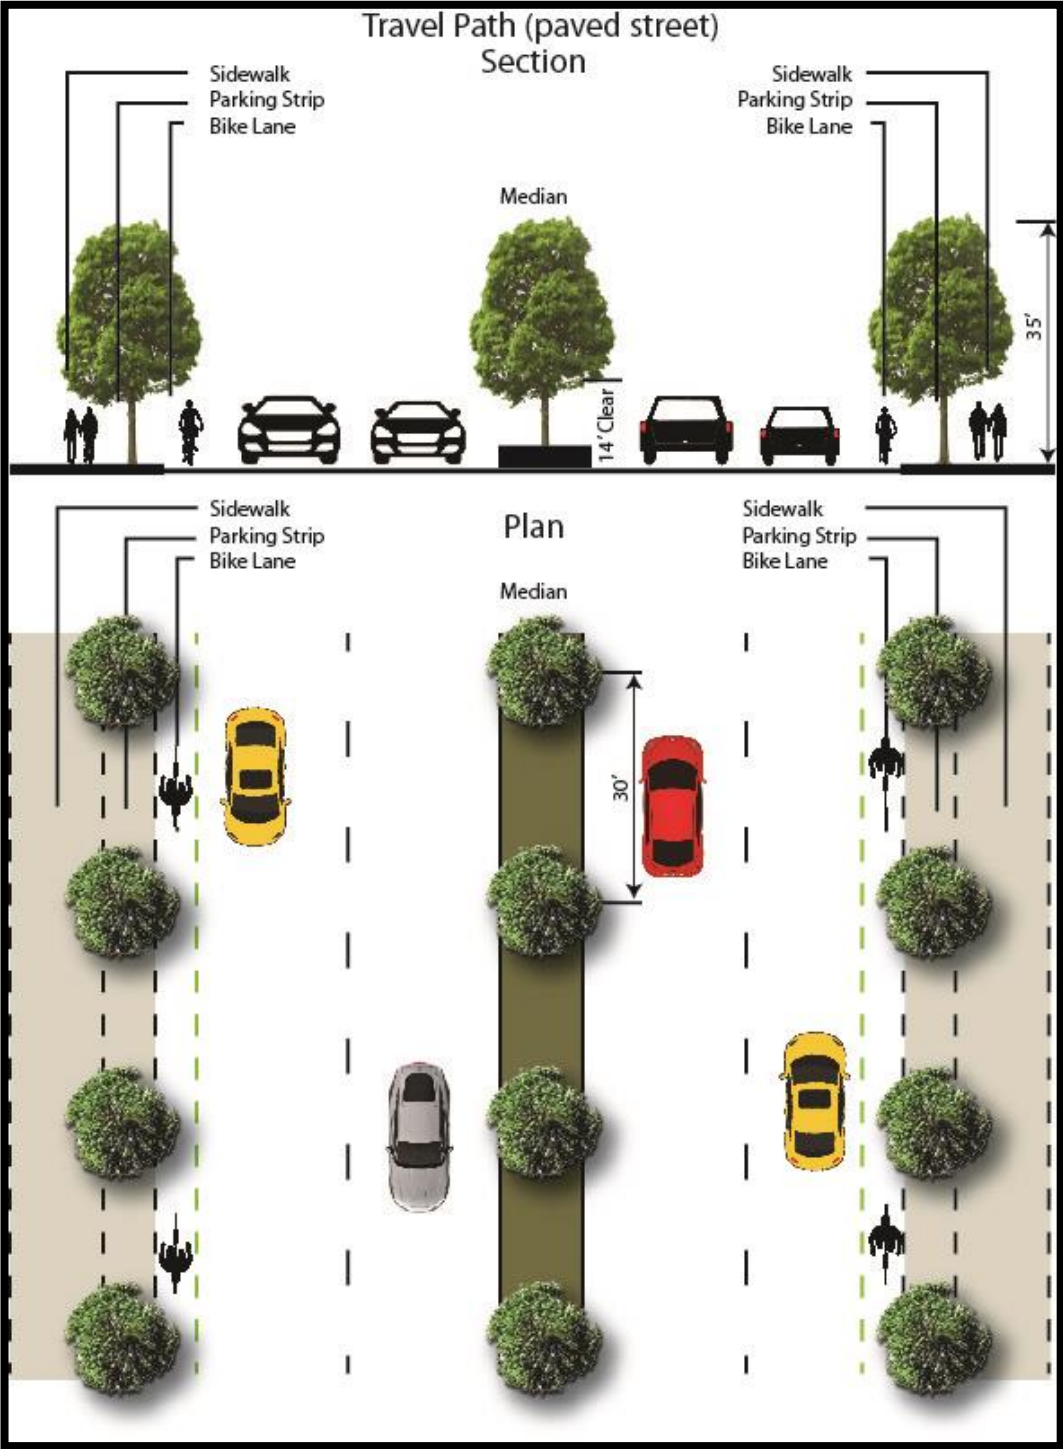 Travel Path (paved street)
Section
Sidewalk
Parking Strip
Bike Lane
Sidewalk
Parking Strip
Bike Lane
Median
35'
14' Clear
Sidewalk
Parking Strip
Bike Lane
Plan
Sidewalk
Parking Strip
Bike Lane
Median
30'